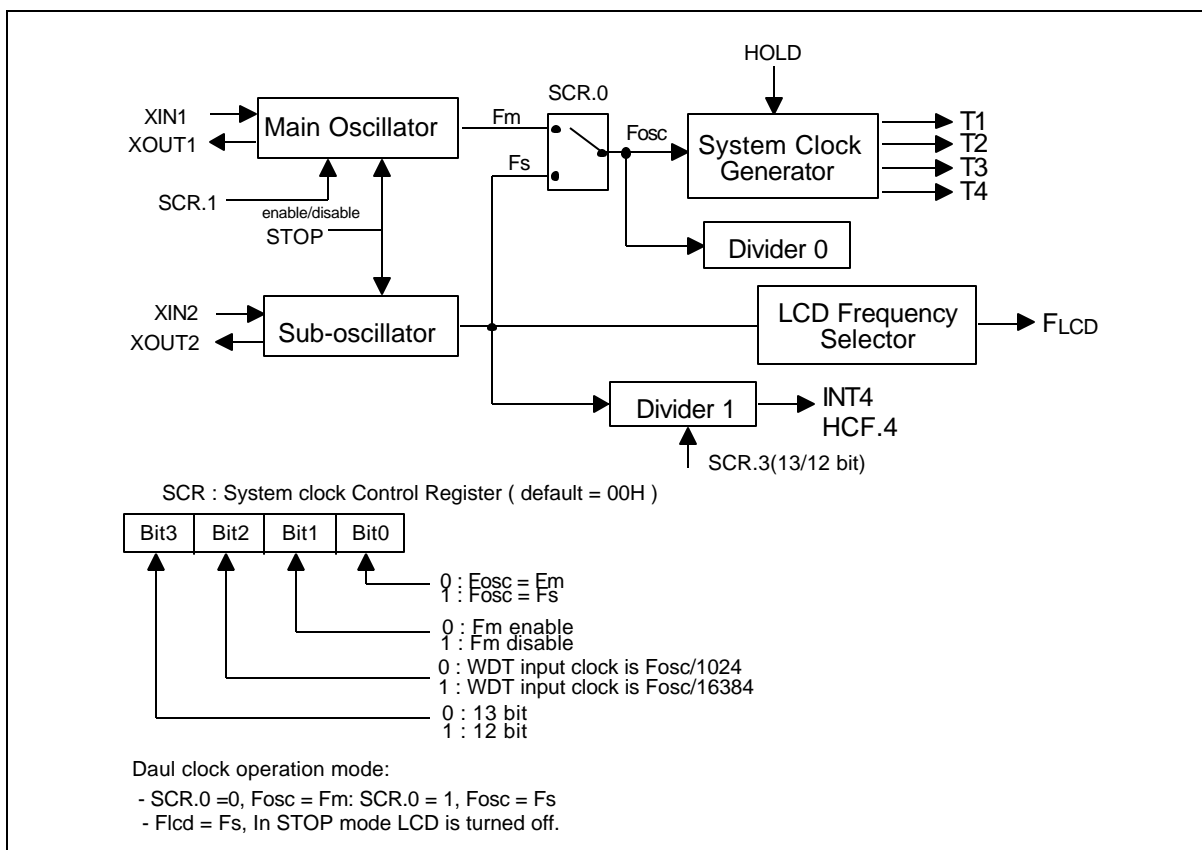 HOLD
SCR.0
XIN1
XOUT1
Main Oscillator
Fm
Fosc
System Clock
Generator
T1
T2
T3
T4
Fs
SCR.1
enable/disable
STOP
Divider 0
XIN2
XOUT2
Sub-oscillator
LCD Frequency
Selector
FLCD
Divider 1
INT4
HCF.4
SCR.3(13/12 bit)
SCR : System clock Control Register ( default = 00H )
Bit3 Bit2 Bit1 Bit0
0 : Fosc = Fm
1 : Fosc = Fs
0 : Fm enable
1 : Fm disable
0 : WDT input clock is Fosc/1024
1 : WDT input clock is Fosc/16384
0 : 13 bit
1 : 12 bit
Daul clock operation mode:
- SCR.0 =0, Fosc = Fm: SCR.0 = 1, Fosc = Fs
- Flcd = Fs, In STOP mode LCD is turned off.